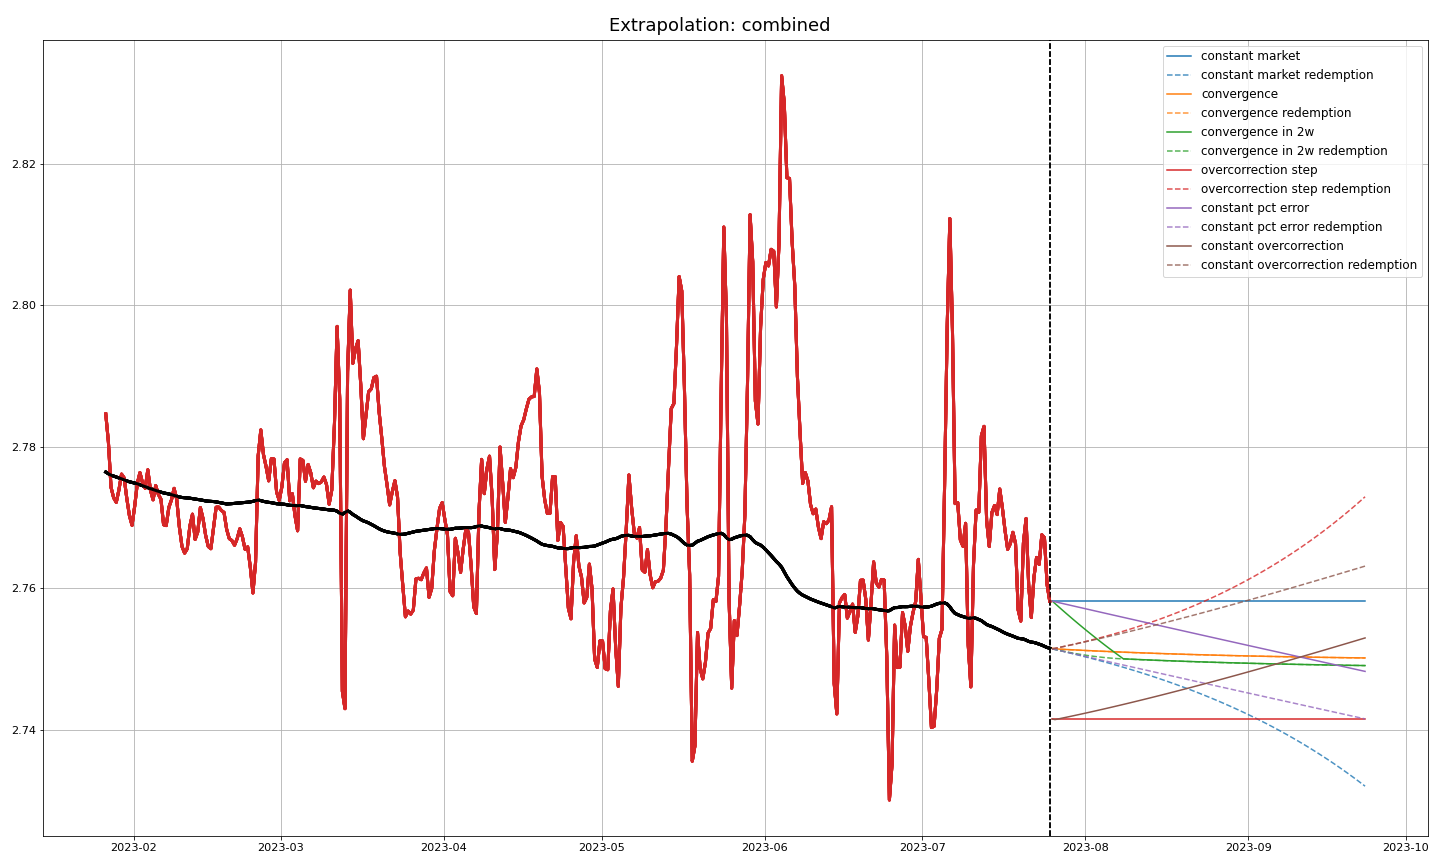 Extrapolation: combined
constant market
constant market redemption
convergence
convergence redemption
convergence in 2w
convergence in 2w redemption
overcorrection step
overcorrection step redemption
constant pct error
constant pct error redemption
constant overcorrection
constant overcorrection redemption
2.82
2.80
2.78
2.76
2.74
2023-02 2023-03 2023-04 2023-05 2023-06 2023-07 2023-08 2023-09 2023-10